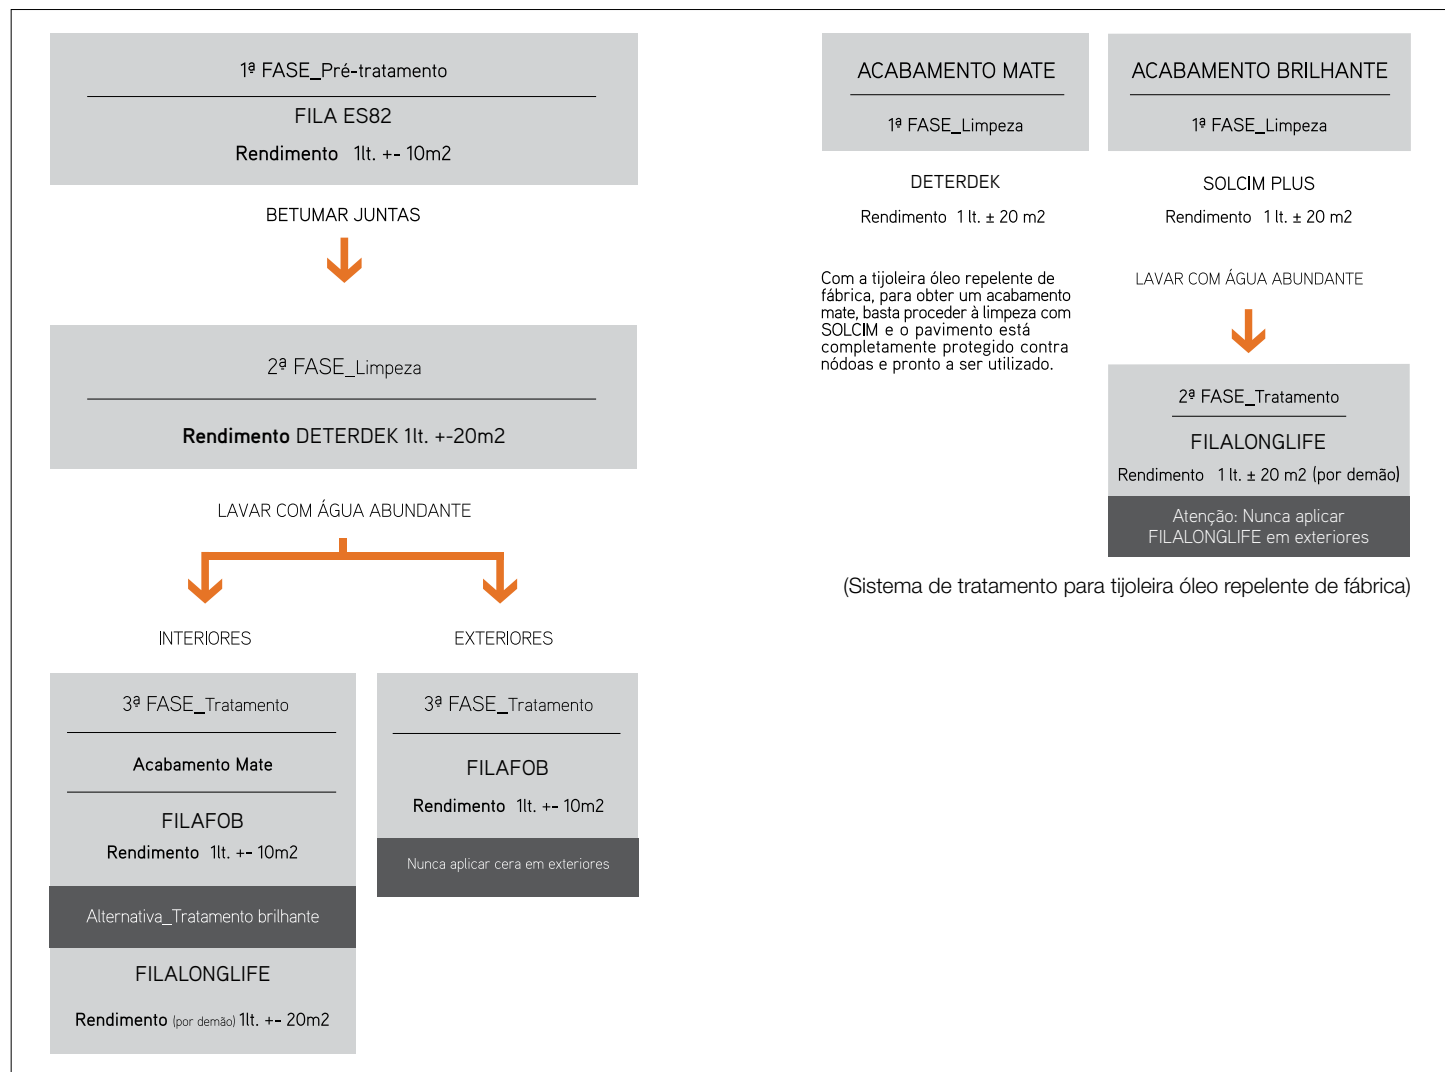 1ª FASE_Pré-tratamento
FILA ES82
Rendimento 1lt. +- 10m2
BETUMAR JUNTAS
2ª FASE_Limpeza
Rendimento DETERDEK 1lt. +-20m2
LAVAR COM ÁGUA ABUNDANTE
INTERIORES
3ª FASE_Tratamento
Acabamento Mate
FILAFOB
Rendimento 1lt. +- 10m2
Alternativa_Tratamento brilhante
FILALONGLIFE
Rendimento (por demão) 1lt. +- 20m2
EXTERIORES
3ª FASE_Tratamento
FILAFOB
Rendimento 1lt. +- 10m2
Nunca aplicar cera em exteriores
ACABAMENTO MATE
1ª FASE_Limpeza
DETERDEK
Rendimento 1 lt. ± 20 m2
Com a tijoleira óleo repelente de
fábrica, para obter um acabamento
mate, basta proceder à limpeza com
SOLCIM e o pavimento está
completamente protegido contra
nódoas e pronto a ser utilizado.
ACABAMENTO BRILHANTE
1ª FASE_Limpeza
SOLCIM PLUS
Rendimento 1 lt. ± 20 m2
LAVAR COM ÁGUA ABUNDANTE
2ª FASE_Tratamento
FILALONGLIFE
Rendimento 1 lt. ± 20 m2 (por demão)
Atenção: Nunca aplicar
FILALONGLIFE em exteriores
(Sistema de tratamento para tijoleira óleo repelente de fábrica)